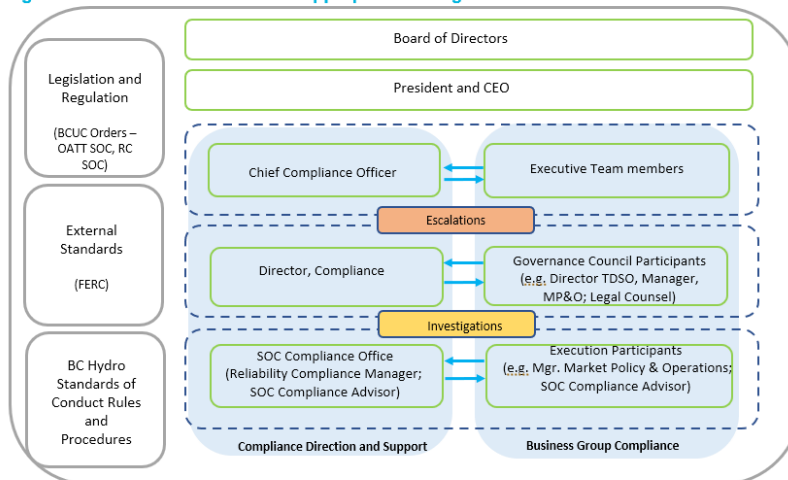 Board of Directors
President and CEO
Legislation and
Regulation
(BCUC Orders –
OATT SOC, RC
SOC)
Chief Compliance Officer
Executive Team members
Escalations
External
Standards
(FERC)
Director, Compliance
Governance Council Participants
(e.g. Director TDSO, Manager,
MP&O; Legal Counsel)
Investigations
BC Hydro
Standards of
Conduct Rules
and
Procedures
SOC Compliance Office
(Reliability Compliance Manager;
SOC Compliance Advisor)
Execution Participants
(e.g. Mgr. Market Policy & Operations;
SOC Compliance Advisor)
Compliance Direction and Support
Business Group Compliance